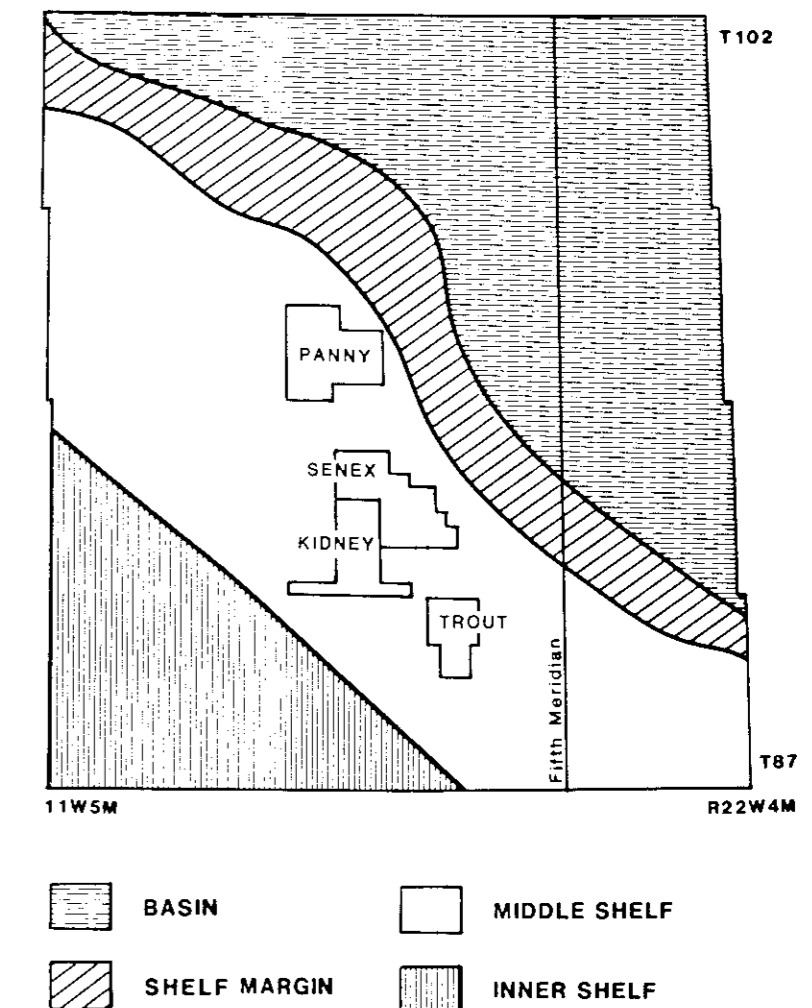 T102
PANNY
SENEX
KIDNEY
TROUT
Fifth Meridian
T87
11W5M
R22W4M
BASIN
MIDDLE SHELF
SHELF MARGIN
INNER SHELF